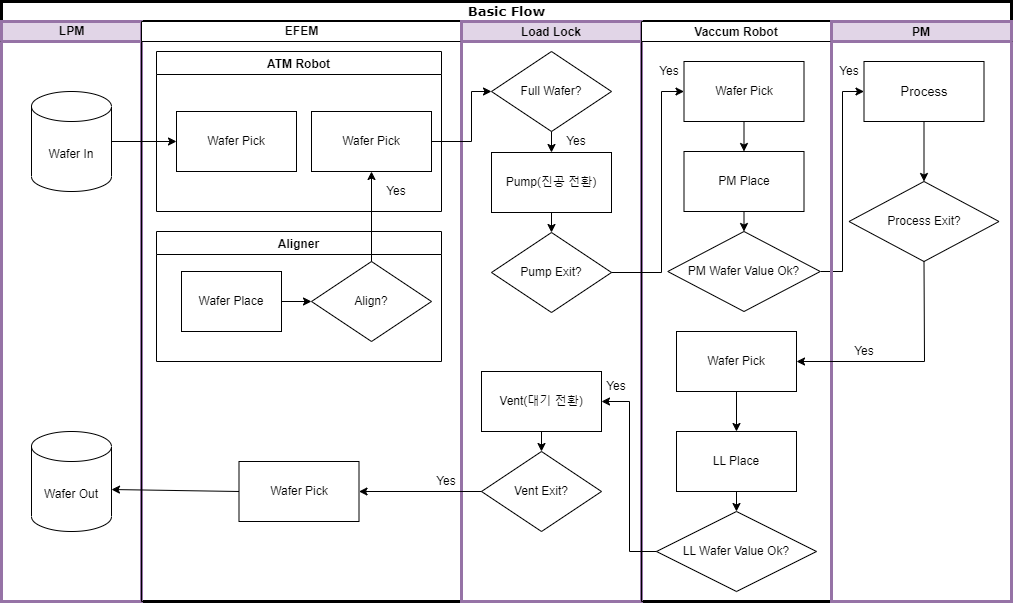 Basic Flow
LPM
EFEM
Load Lock
Vaccum Robot
PM
Wafer In
ATM Robot
Wafer Pick
Wafer Pick
Yes
Aligner
Wafer Place
Align?
Full Wafer?
Yes
Pump(진공 전환)
Pump Exit?
Yes
Wafer Pick
PM Place
PM Wafer Value Ok?
Yes
Process
Process Exit?
Yes
Wafer Pick
LL Place
LL Wafer Value Ok?
Yes
Vent(대기 전환)
Vent Exit?
Yes
Wafer Pick
Wafer Out